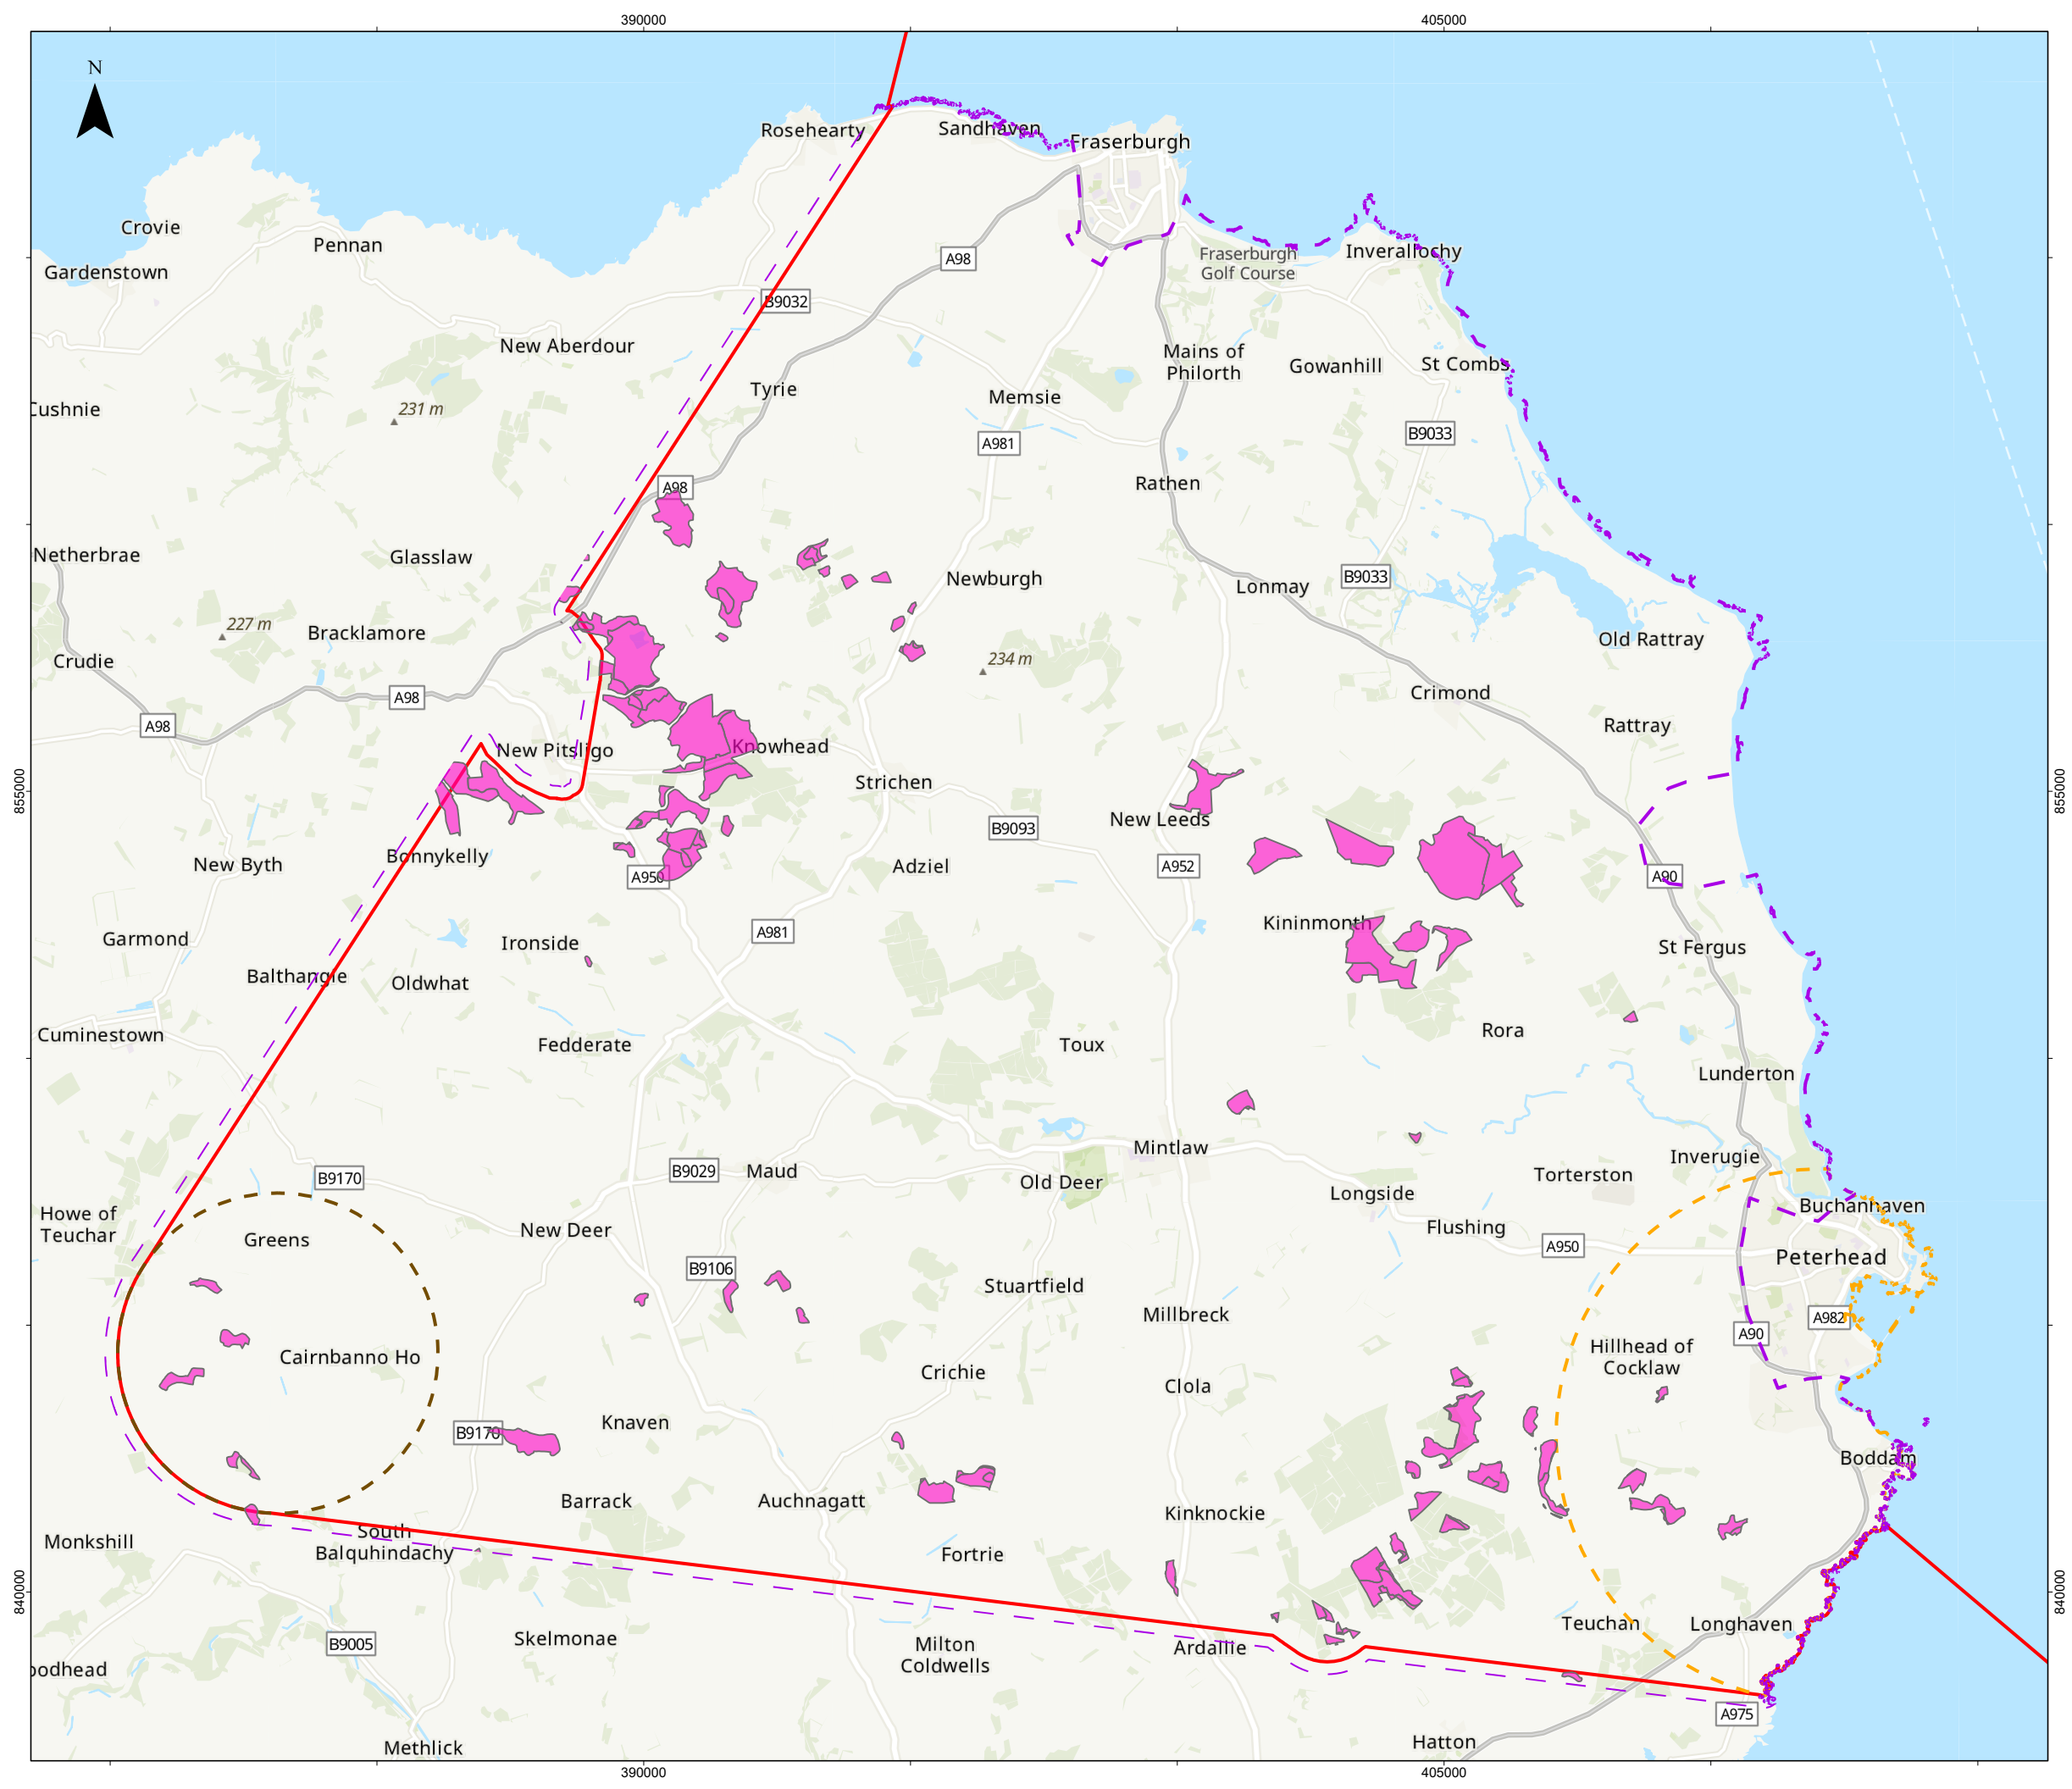 390000
405000
N
Rosehearty
Sandhaven
Fraserburgh
Crovie
Pennan
Gardenstown
A98
Fraserburgh
Golf Course
Inverallochy
B9032
New Aberdour
Mains of
Philorth
Gowanhill
St Combs
Tyrie
Memsie
Cushnie
231 m
A981
B9033
A98
Rathen
Netherbrae
Glasslaw
Newburgh
Lonmay
B9033
227 m
Bracklamore
Old Rattray
Crudie
234 m
A98
Crimond
A98
Rattray
New Pitsligo
Knowhead
Strichen
855000
855000
New Leeds
B9093
New Byth
Bonnykelly
A950
Adziel
A952
A90
Garmond
Ironside
A981
Kininmonth
St Fergus
Balthangie
Oldwhat
Cuminestown
Fedderate
Toux
Rora
Lunderton
Mintlaw
B9170
B9029
Maud
Old Deer
Inverugie
Torterston
Longside
Howe of
Teuchar
Greens
New Deer
Flushing
Buchanhaven
A950
Peterhead
B9106
Stuartfield
Millbreck
A982
A90
Cairnbanno Ho
Hillhead of
Cocklaw
Crichie
Clola
B9170
Knaven
Boddam
Barrack
Auchnagatt
Kinknockie
Monkshill
South
Balquhindachy
Fortrie
840000
840000
Skelmonae
B9005
Milton
Coldwells
Ardallie
Teuchan
Longhaven
oodhead
A975
Methlick
Hatton
390000
405000